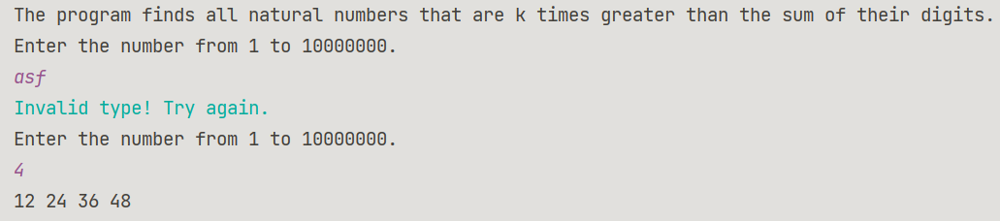 The program finds all natural numbers that are k times greater than the sum of their digits.
Enter the number from 1 to 10000000.
asf
Invalid type! Try again.
Enter the number from 1 to 10000000.
4
12 24 36 48